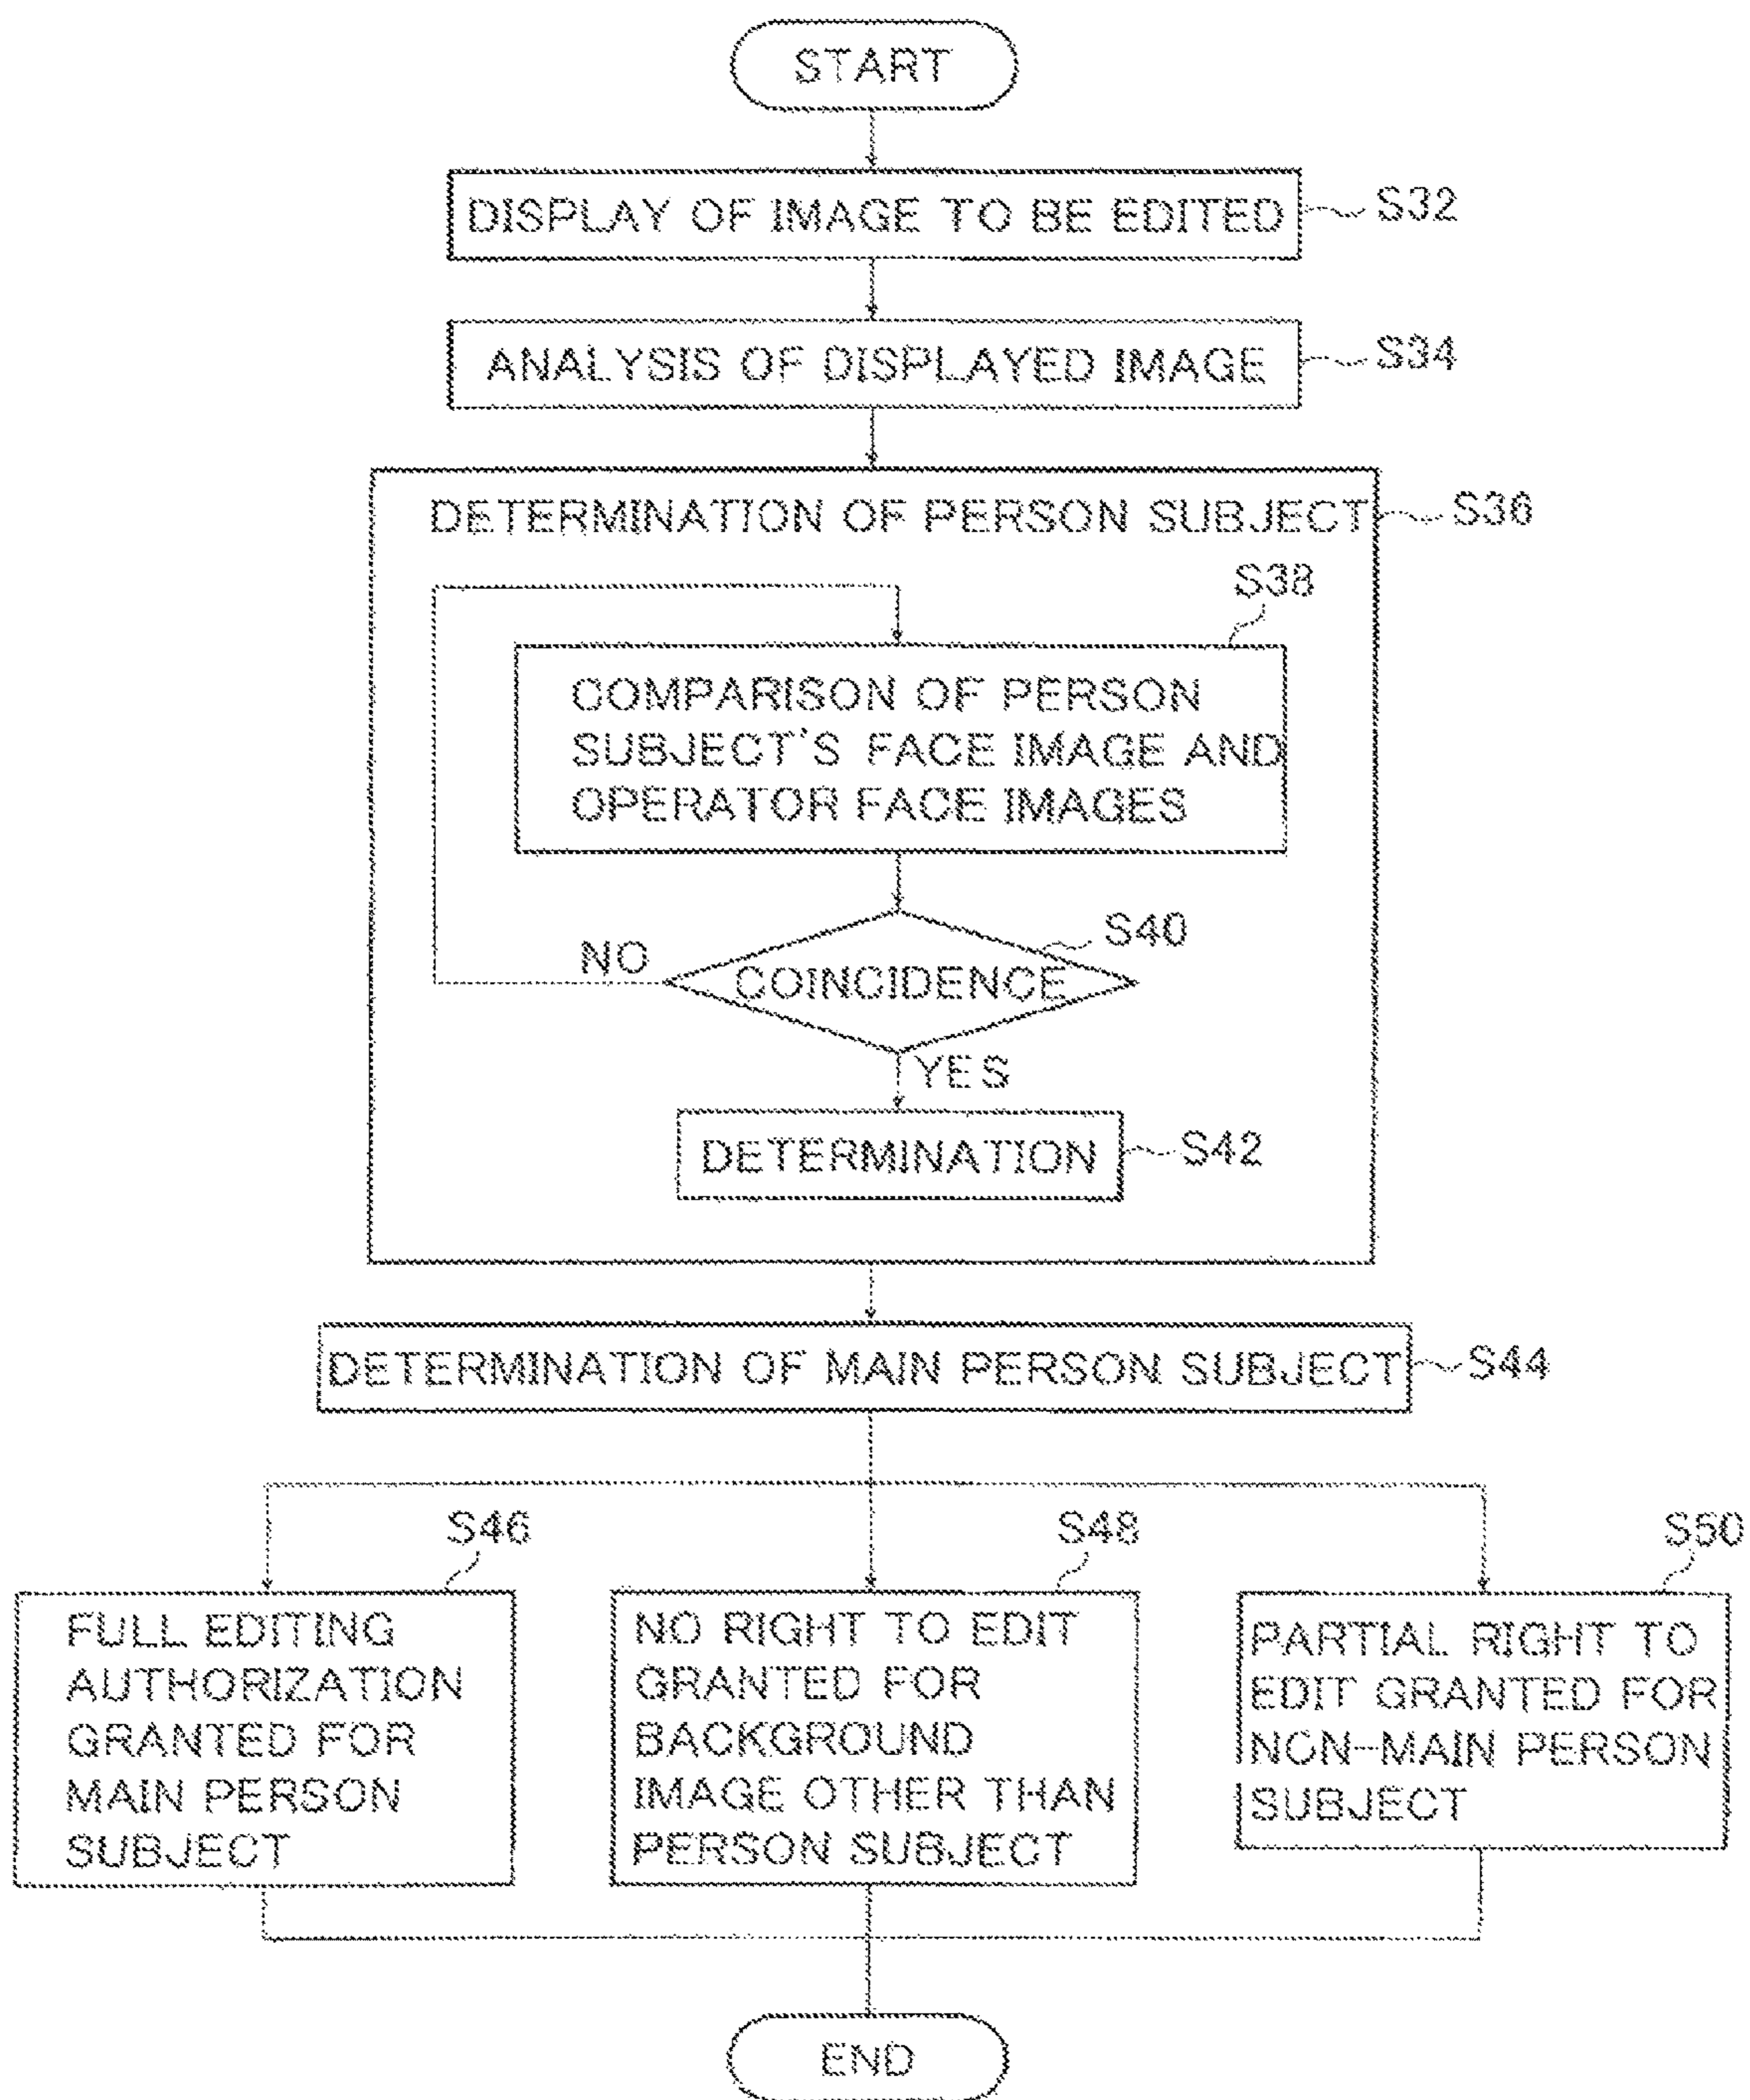 START
DISPLAY OF IMAGE TO BE EDITED
S32
ANALYSIS OF DISPLAYED IMAGE
S34
DETERMINATION OF PERSON SUBJECT
S36
S38
COMPARISON OF PERSON
SUBJECT'S FACE IMAGE AND
OPERATOR FACE IMAGES
S40
NO
COINCIDENCE
YES
DETERMINATION
S42
DETERMINATION OF MAIN PERSON SUBJECT
S44
S46
FULL EDITING
AUTHORIZATION
GRANTED FOR
MAIN PERSON
SUBJECT
S48
NO RIGHT TO EDIT
GRANTED FOR
BACKGROUND
IMAGE OTHER THAN
PERSON SUBJECT
S50
PARTIAL RIGHT TO
EDIT GRANTED FOR
NON-MAIN PERSON
SUBJECT
END